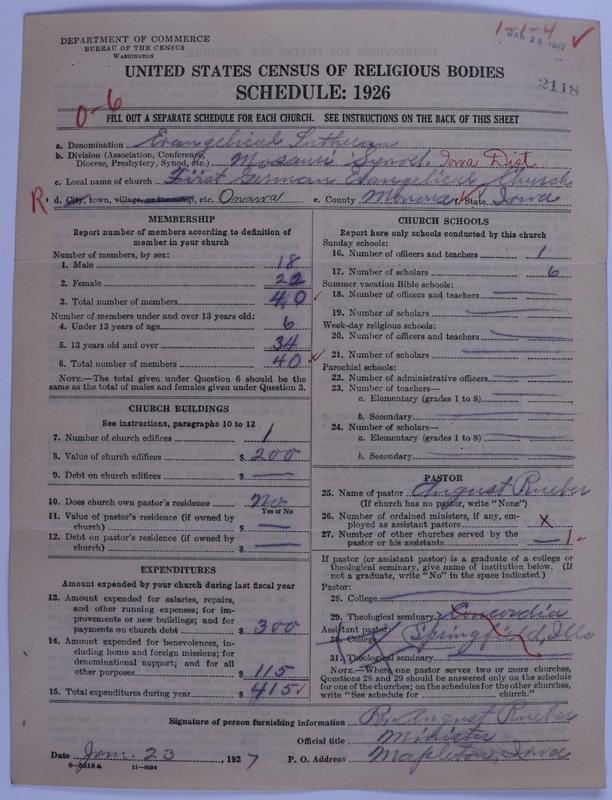 DEPARTMENT OF COMMERCE
BUREAU OF THE CENSUS
WASHINGTON
1-1-4 ✓
JAN 26 1927
UNITED STATES CENSUS OF RELIGIOUS BODIES
SCHEDULE: 1926
2118
0-6
FILL OUT A SEPARATE SCHEDULE FOR EACH CHURCH. SEE INSTRUCTIONS ON THE BACK OF THIS SHEET
a. Denomination Evangelical Lutheran
b. Division (Association, Conference, Diocese, Presbytery, Synod, etc.) Missouri Synod Iowa Dist
c. Local name of church First German Evangelical Church
R d. City, town, village, or township, etc. Onawa e. County Monona f. State Iowa
MEMBERSHIP
Report number of members according to definition of
member in your church
Number of members, by sex:
1. Male 18
2. Female 22
3. Total number of members 40 ✓
Number of members under and over 13 years old:
4. Under 13 years of age 6
5. 13 years old and over 34
6. Total number of members 40 ✓
NOTE.—The total given under Question 6 should be
same as the total of males and females given under Question 3.
CHURCH BUILDINGS
See instructions, paragraphs 10 to 12
7. Number of church edifices 1
8. Value of church edifices $ 200
9. Debt on church edifices $ —
10. Does church own pastor's residence No
Yes or No
11. Value of pastor's residence (if owned by
church) $ —
12. Debt on pastor's residence (if owned by
church) $ —
EXPENDITURES
Amount expended by your church during last fiscal year
13. Amount expended for salaries, repairs,
and other running expenses; for im-
provements or new buildings; and for
payments on church debt $ 300
14. Amount expended for benevolences, in-
cluding home and foreign missions; for
denominational support; and for all
other purposes $ 115
15. Total expenditures during year $ 415 ✓
CHURCH SCHOOLS
Report here only schools conducted by this church
Sunday schools:
16. Number of officers and teachers 1
17. Number of scholars 6
Summer vacation Bible schools:
18. Number of officers and teachers —
19. Number of scholars —
Week-day religious schools:
20. Number of officers and teachers —
21. Number of scholars —
Parochial schools:
22. Number of administrative officers —
23. Number of teachers—
a. Elementary (grades 1 to 8) —
b. Secondary —
24. Number of scholars—
a. Elementary (grades 1 to 8) —
b. Secondary —
PASTOR
25. Name of pastor August Rueber
(If church has no pastor, write "None")
26. Number of ordained ministers, if any, em-
ployed as assistant pastors X
27. Number of other churches served by the
pastor or his assistants — 1-
If pastor (or assistant pastor) is a graduate of a college or
theological seminary, give name of institution below. (If
not a graduate, write "No" in the space indicated.)
Pastor:
28. College
29. Theological seminary Concordia
Assistant pastor:
30. College Springfield, Ills
31. Theological seminary
NOTE.—Where one pastor serves two or more churches,
Questions 28 and 29 should be answered only on the schedule
for one of the churches; on the schedules for the other churches,
write "See schedule for church."
Signature of person furnishing information R. August Rueber
Official title Minister
Date Jan. 23, 1927 P. O. Address Mapleton, Iowa
8-5518a 11-9024